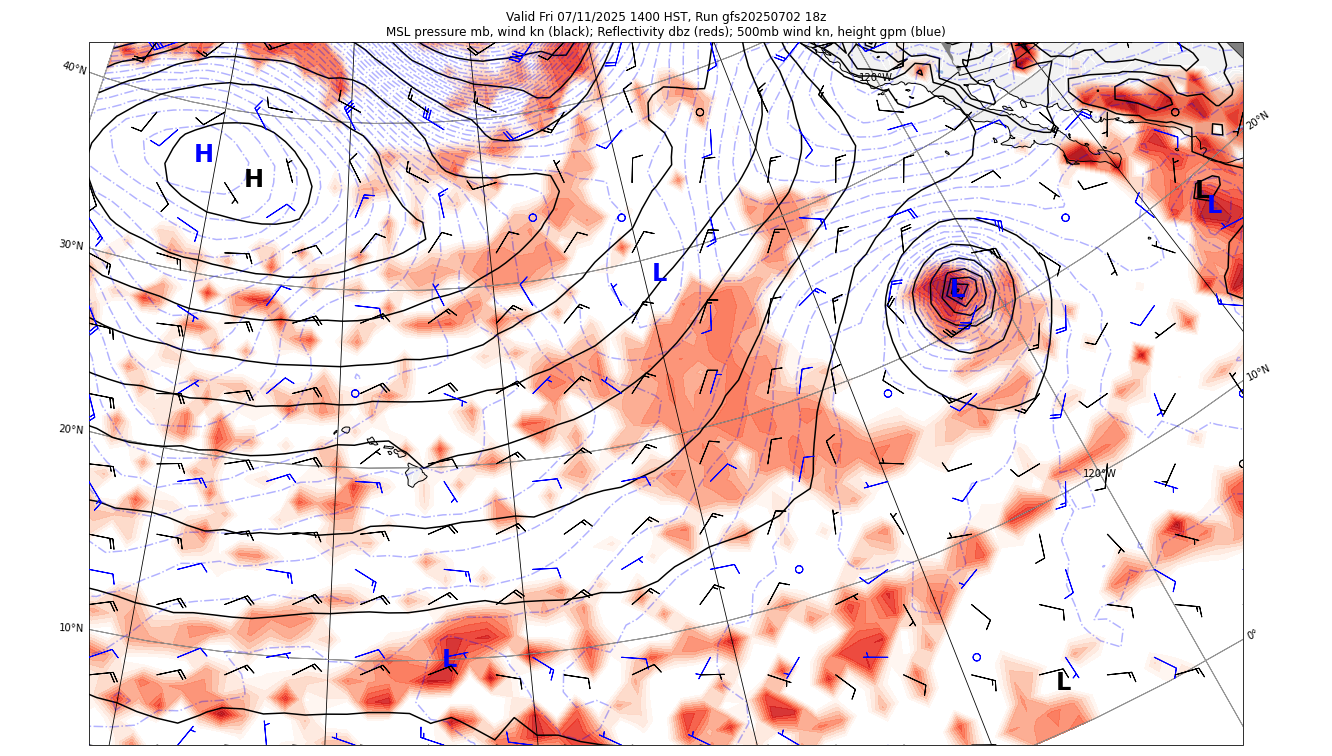 Valid Fri 07/11/2025 1400 HST, Run gfs20250702 18z
MSL pressure mb, wind kn (black); Reflectivity dbz (reds); 500mb wind kn, height gpm (blue)
40°N
120°W
20°N
H
H
L
L
30°N
L
L
10°N
20°N
120°W
10°N
0°
L
L